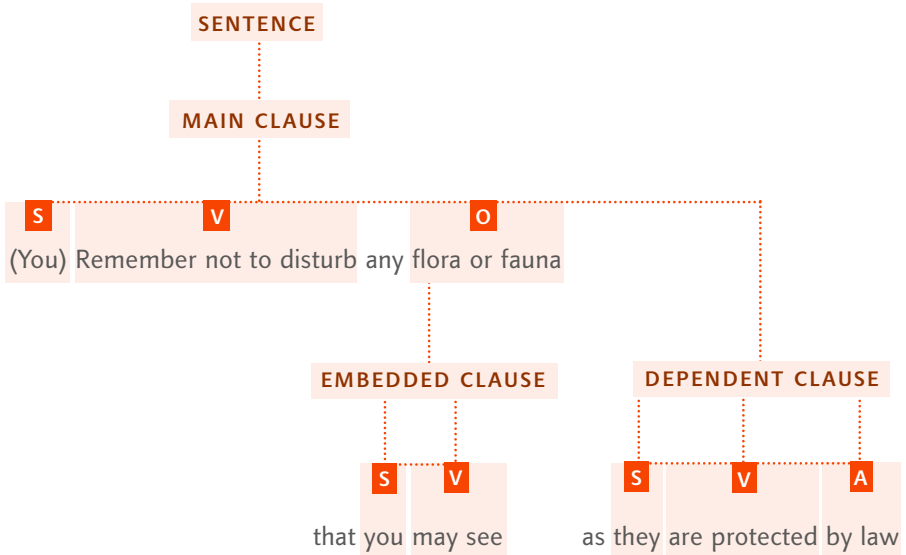 SENTENCE
MAIN CLAUSE
S V O
(You) Remember not to disturb any flora or fauna
EMBEDDED CLAUSE DEPENDENT CLAUSE
S V S V A
that you may see as they are protected by law